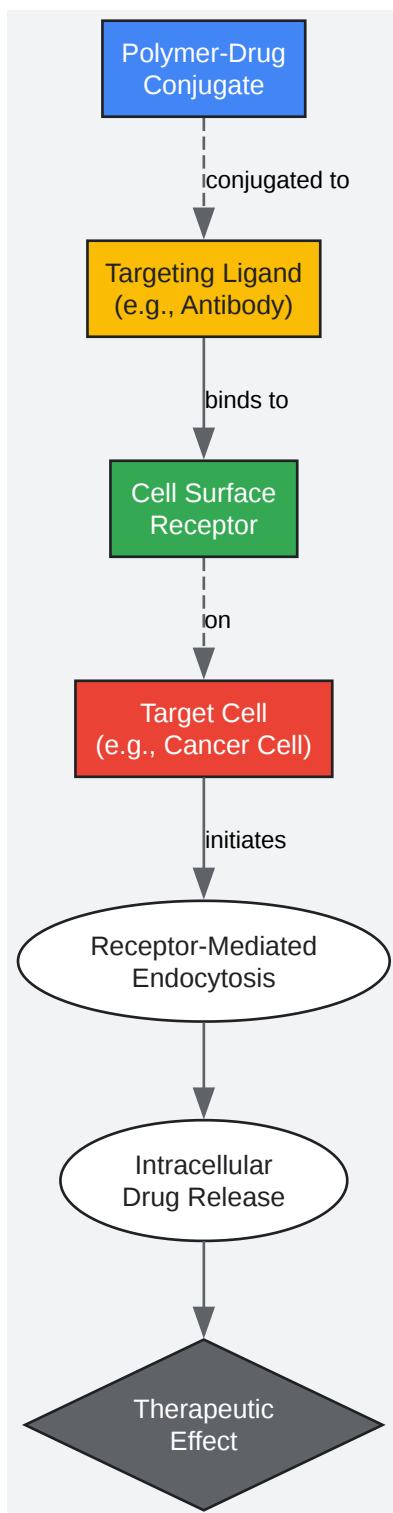 Polymer-Drug
Conjugate
conjugated to
Targeting Ligand
(e.g., Antibody)
binds to
Cell Surface
Receptor
on
Target Cell
(e.g., Cancer Cell)
initiates
Receptor-Mediated
Endocytosis
Intracellular
Drug Release
Therapeutic
Effect